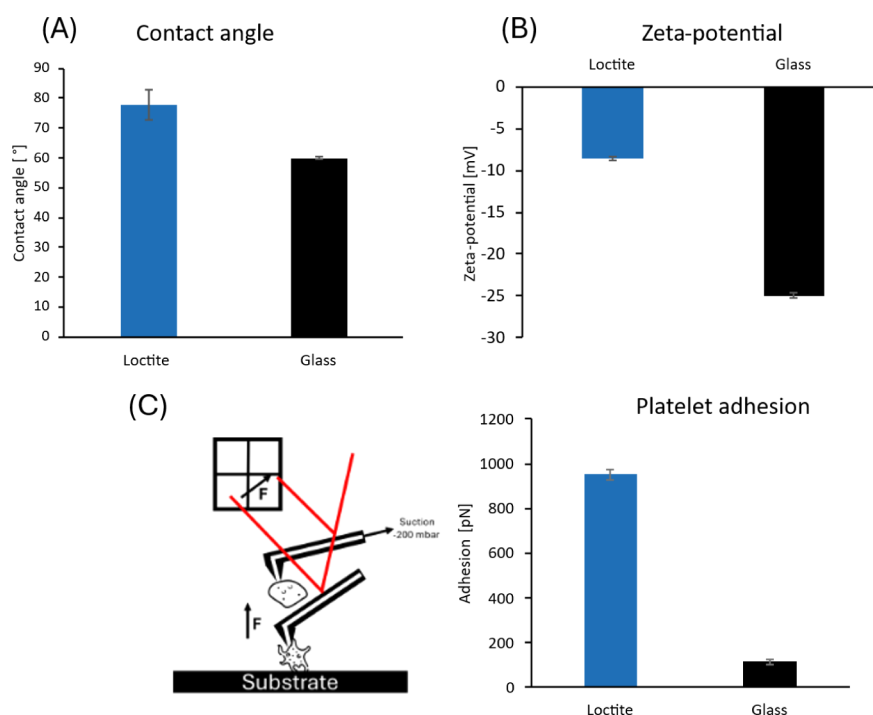 (A)
Contact angle
90
80
70
60
50
40
30
20
10
0
Contact angle [ °]
Loctite
Glass
(B)
Zeta-potential
Loctite
Glass
0
-5
-10
-15
-20
-25
-30
Zeta-potential [mV]
(C)
F
Suction
-200 mbar
F
Substrate
Platelet adhesion
1200
1000
800
600
400
200
0
Adhesion [pN]
Loctite
Glass